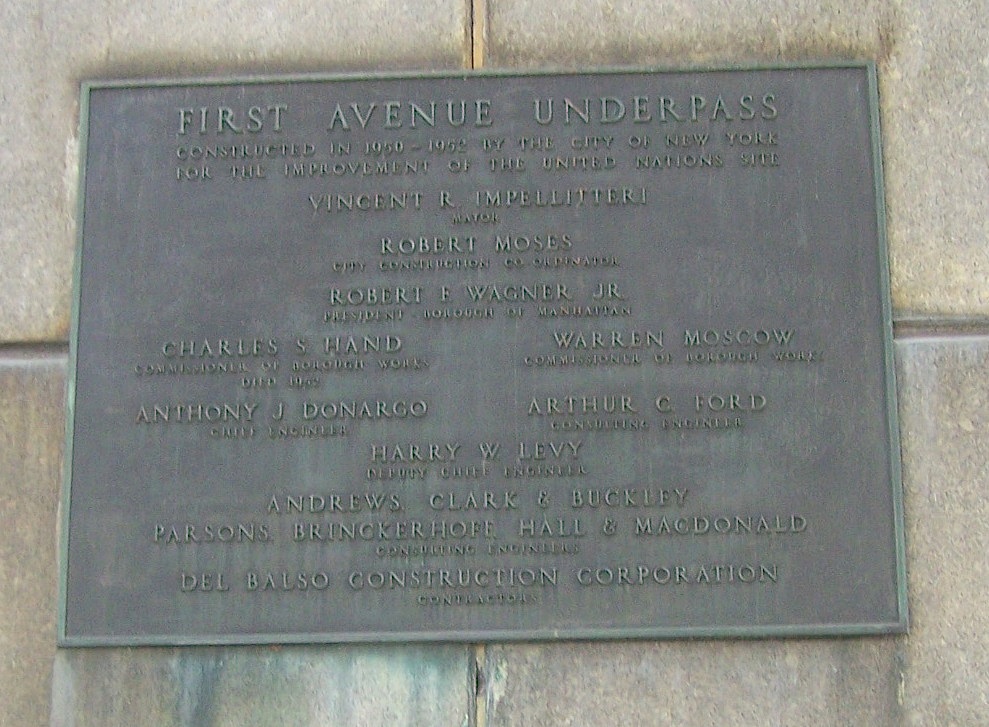 FIRST AVENUE UNDERPASS
CONSTRUCTED IN 1950-1952 BY THE CITY OF NEW YORK
FOR THE IMPROVEMENT OF THE UNITED NATIONS SITE
VINCENT R. IMPELLITTERI
MAYOR
ROBERT MOSES
CITY CONSTRUCTION CO-ORDINATOR
ROBERT F. WAGNER JR.
PRESIDENT - BOROUGH OF MANHATTAN
CHARLES S. HAND
COMMISSIONER OF BOROUGH WORKS
DIED 1952
WARREN MOSCOW
COMMISSIONER OF BOROUGH WORKS
ANTHONY J. DONARGO
CHIEF ENGINEER
ARTHUR C. FORD
CONSULTING ENGINEER
HARRY W. LEVY
DEPUTY CHIEF ENGINEER
ANDREWS, CLARK & BUCKLEY
PARSONS, BRINCKERHOFF, HALL & MACDONALD
CONSULTING ENGINEERS
DEL BALSO CONSTRUCTION CORPORATION
CONTRACTORS